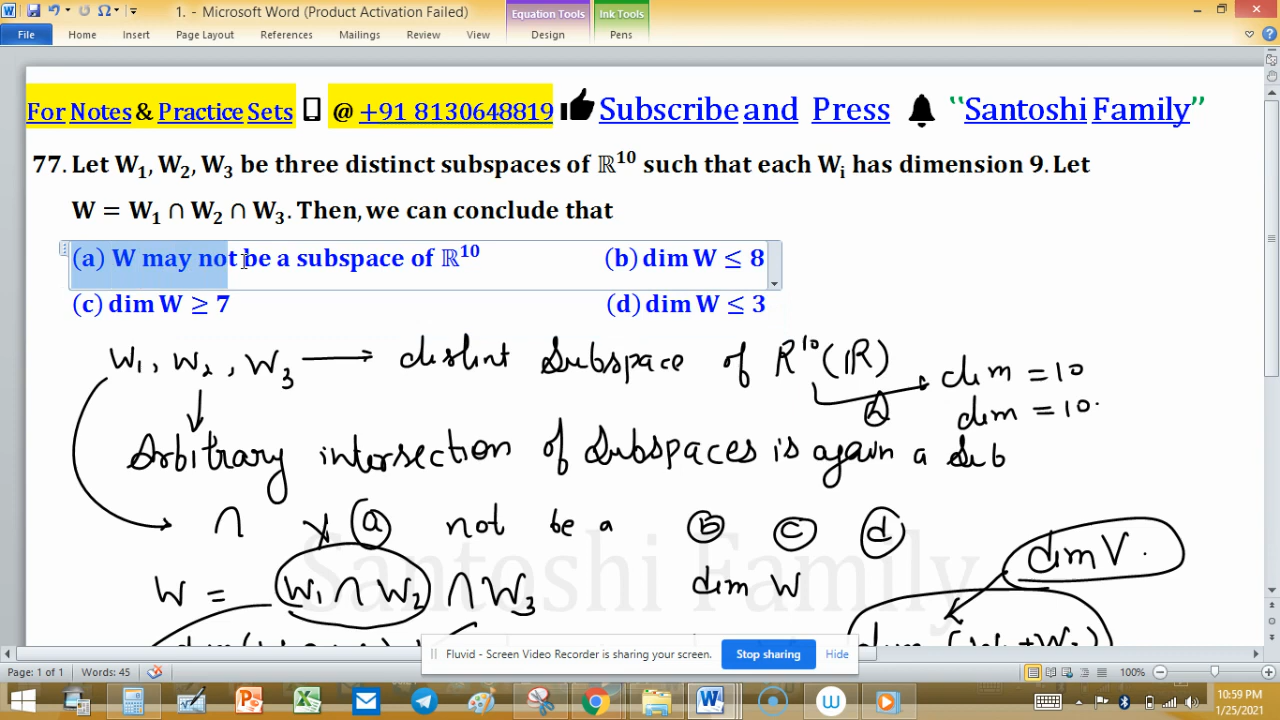 1. - Microsoft Word (Product Activation Failed)
Equation Tools
Ink Tools
File
Home
Insert
Page Layout
References
Mailings
Review
View
Design
Pens
For Notes & Practice Sets @ +91 8130648819 Subscribe and Press "Santoshi Family"
77. Let W₁, W₂, W₃ be three distinct subspaces of ℝ¹⁰ such that each Wᵢ has dimension 9. Let
W = W₁ ∩ W₂ ∩ W₃. Then, we can conclude that
(a) W may not be a subspace of ℝ¹⁰ (b) dim W ≤ 8
(c) dim W ≥ 7 (d) dim W ≤ 3
W₁, W₂, W₃ → distint Subspace of R¹⁰(R)
dim = 10
dim = 10.
Arbitrary intersection of Subspaces is again a Sub
∩ (a) not be a (b) (c) (d)
dim V.
W = W₁ ∩ W₂ ∩ W₃ dim W
Santoshi Family
Fluvid - Screen Video Recorder is sharing your screen.
Stop sharing
Hide
Page: 1 of 1
Words: 45
100%
10:59 PM
1/25/2021